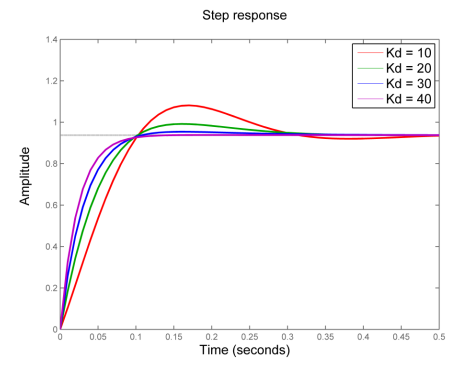 Step response
Amplitude
1.4
1.2
1
0.8
0.6
0.4
0.2
0
Kd = 10
Kd = 20
Kd = 30
Kd = 40
0 0.05 0.1 0.15 0.2 0.25 0.3 0.35 0.4 0.45 0.5
Time (seconds)